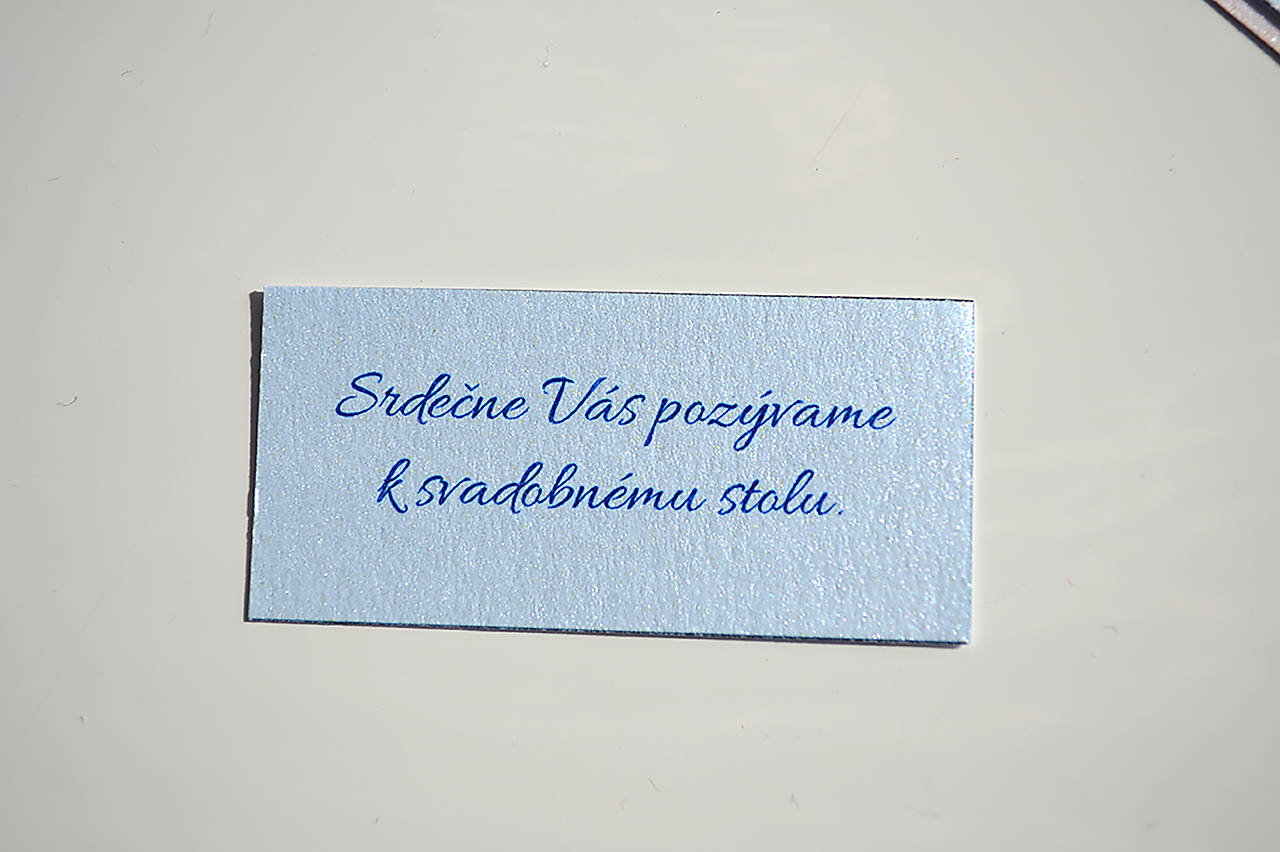 Srdečne Vás pozývame
k svadobnému stolu.